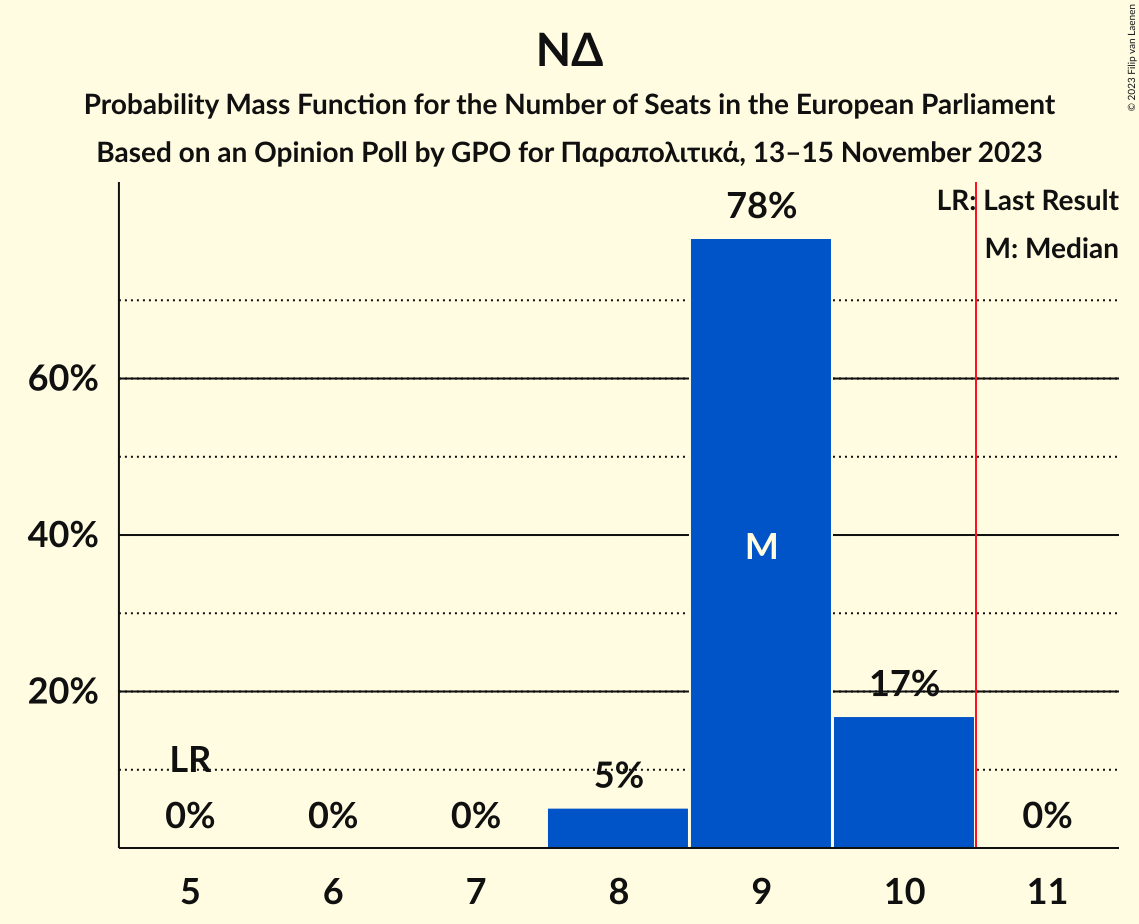 © 2023 Filip van Laenen
ΝΔ
Probability Mass Function for the Number of Seats in the European Parliament
Based on an Opinion Poll by GPO for Παραπολιτικά, 13–15 November 2023
LR: Last Result
M: Median
78%
60%
40%
M
20%
17%
LR
5%
0%
0%
0%
0%
5
6
7
8
9
10
11